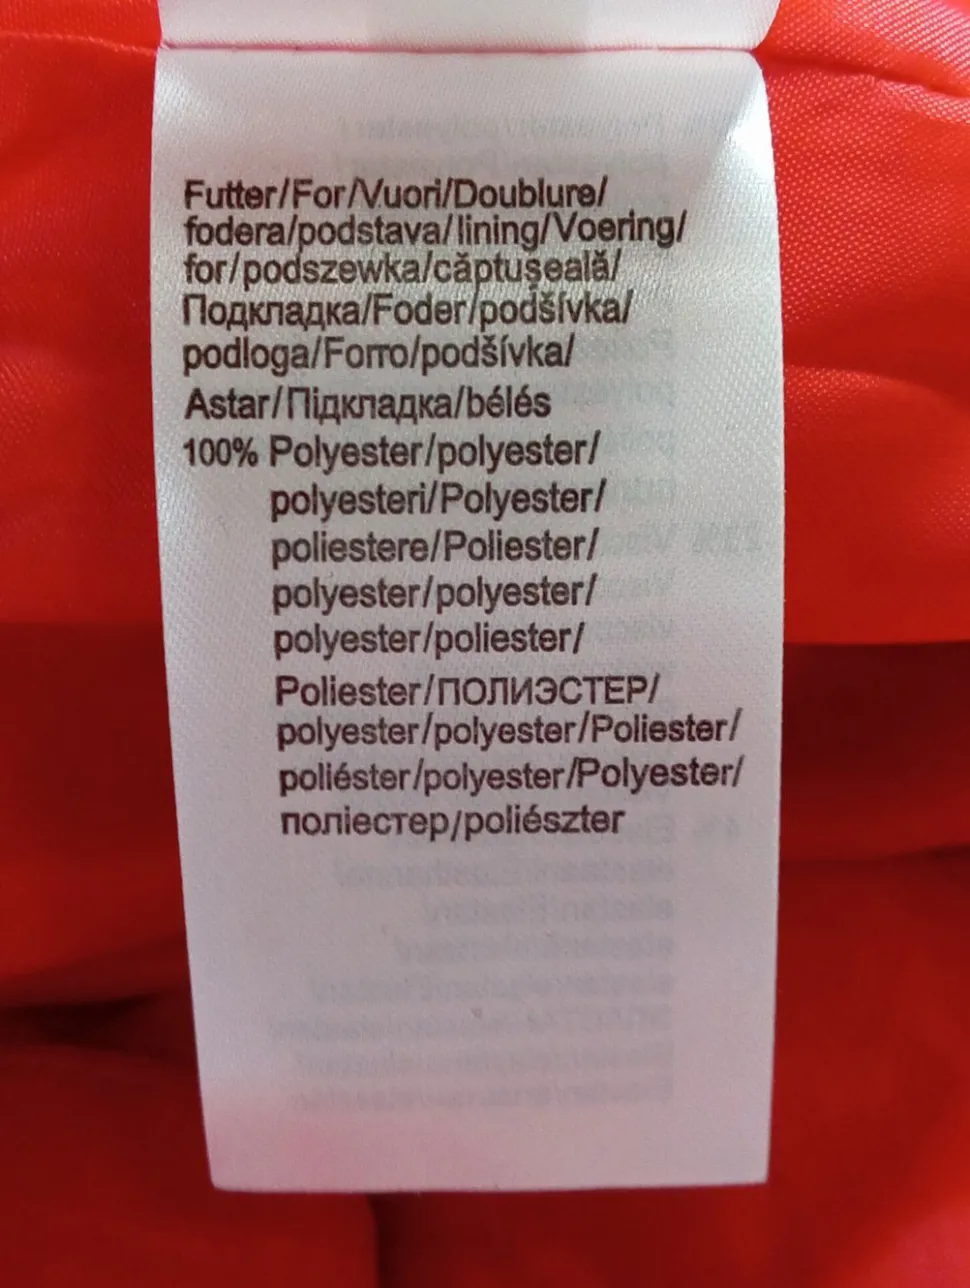 Futter/For/Vuori/Doublure/
fodera/podstava/lining/Voering/
for/podszewka/căptuşeală/
Подкладка/Foder/podšívka/
podloga/Forro/podšívka/
Astar/Підкладка/bélés
100% Polyester/polyester/
polyesteri/Polyester/
poliestere/Poliester/
polyester/polyester/
polyester/poliester/
Poliester/ПОЛИЭСТЕР/
polyester/polyester/Poliester/
poliéster/polyester/Polyester/
поліестер/poliészter